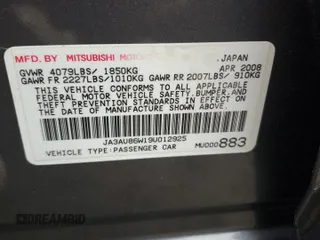 MFD. BY MITSUBISHI MOTOR JAPAN
APR 2008
GVWR 4079LBS/ 1850KG
GAWR FR 2227LBS/1010KG GAWR RR 2007LBS/ 910KG
THIS VEHICLE CONFORMS TO ALL APPLICABLE
FEDERAL MOTOR VEHICLE SAFETY, BUMPER, AND
THEFT PREVENTION STANDARDS IN EFFECT ON
THE DATE OF MANUFACTURE SHOWN ABOVE.
JA3AU86W19U012925
VEHICLE TYPE:PASSENGER CAR
MU000883
DREAMBID